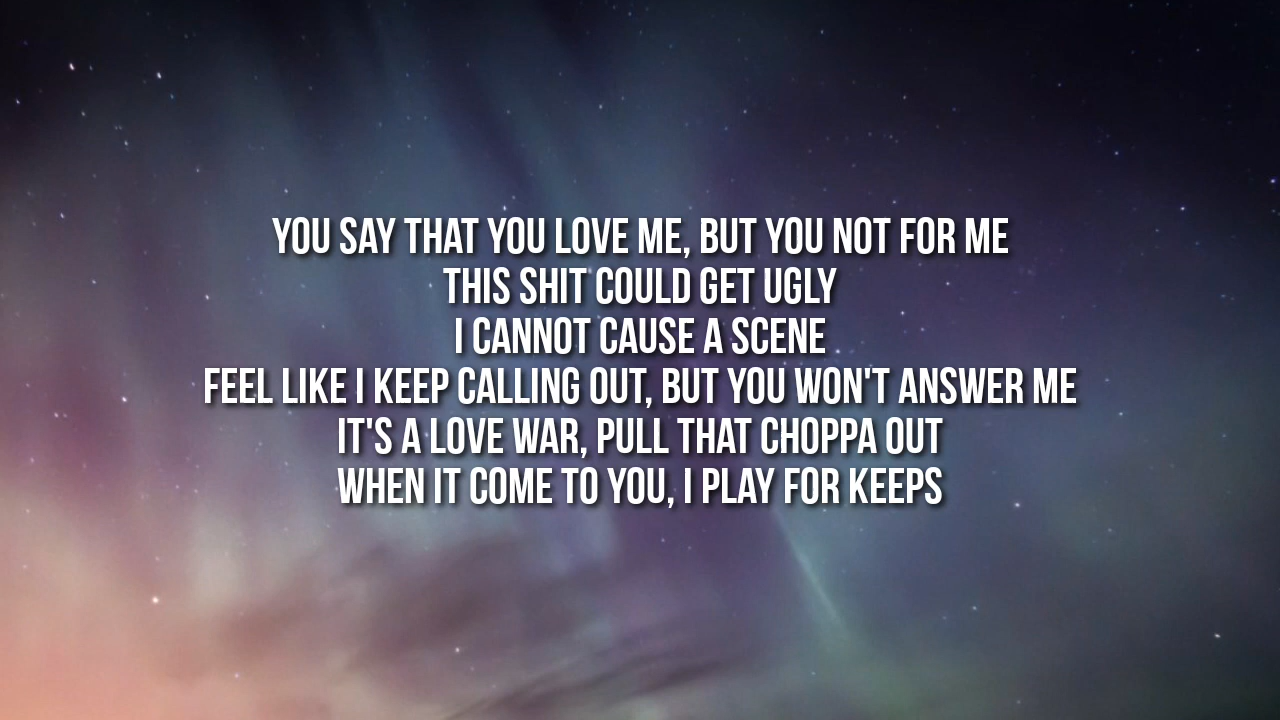 YOU SAY THAT YOU LOVE ME, BUT YOU NOT FOR ME
THIS SHIT COULD GET UGLY
I CANNOT CAUSE A SCENE
FEEL LIKE I KEEP CALLING OUT, BUT YOU WON'T ANSWER ME
IT'S A LOVE WAR, PULL THAT CHOPPA OUT
WHEN IT COME TO YOU, I PLAY FOR KEEPS